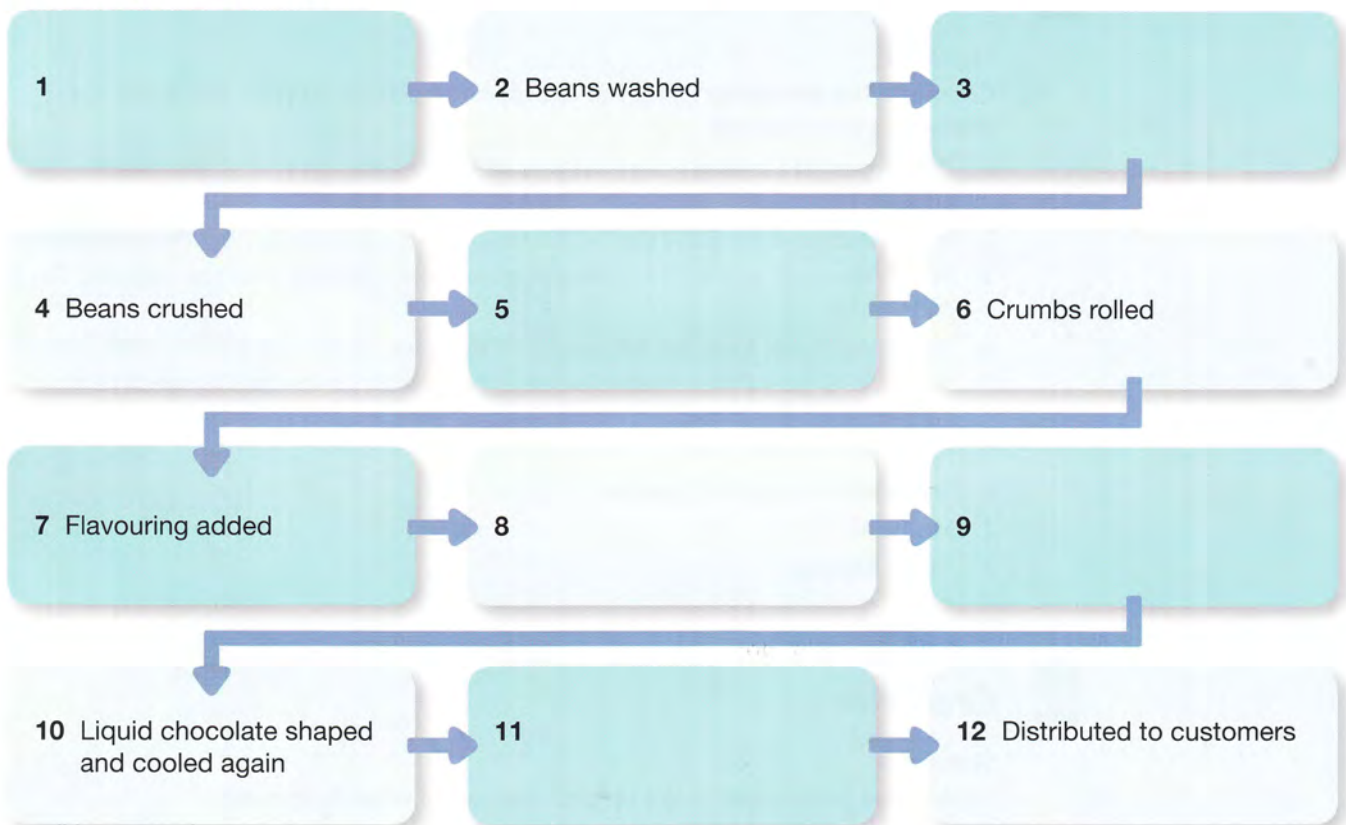 1
2 Beans washed
3
4 Beans crushed
5
6 Crumbs rolled
7 Flavouring added
8
9
10 Liquid chocolate shaped
and cooled again
11
12 Distributed to customers